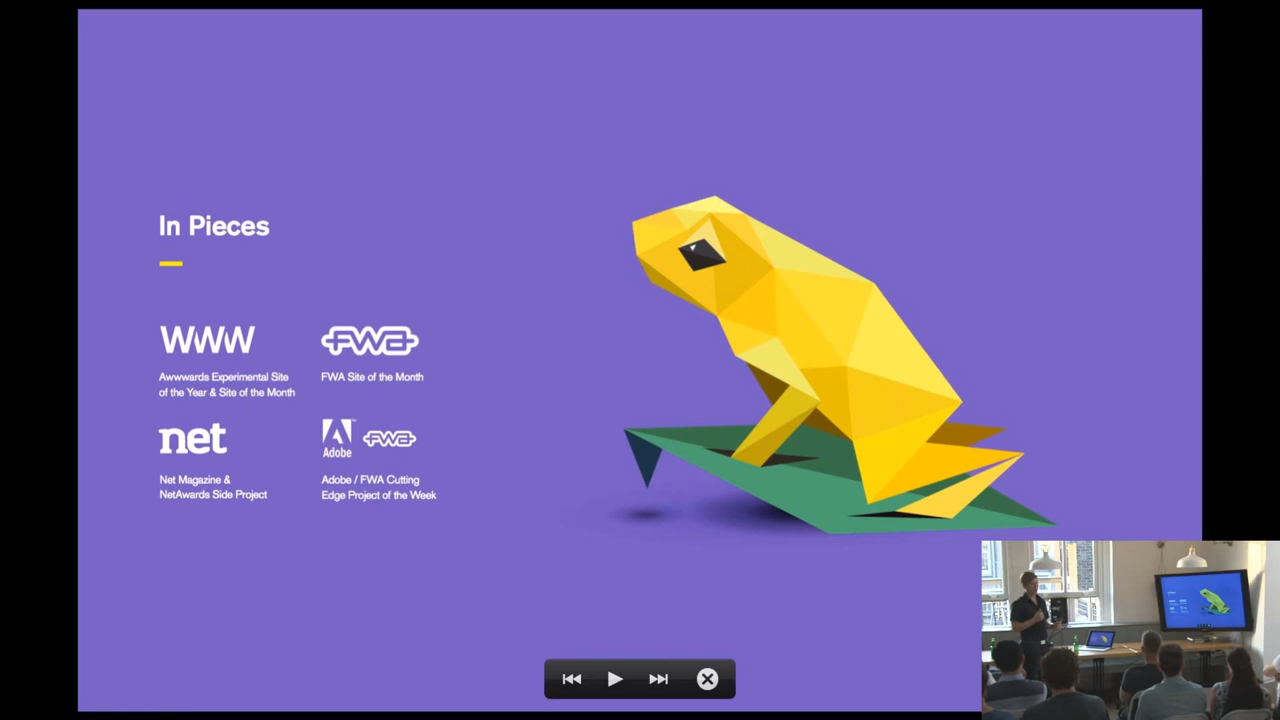 In Pieces
WWW
Awwwards Experimental Site
of the Year & Site of the Month
FWA
FWA Site of the Month
net
Net Magazine &
NetAwards Side Project
Adobe
FWA
Adobe / FWA Cutting
Edge Project of the Week